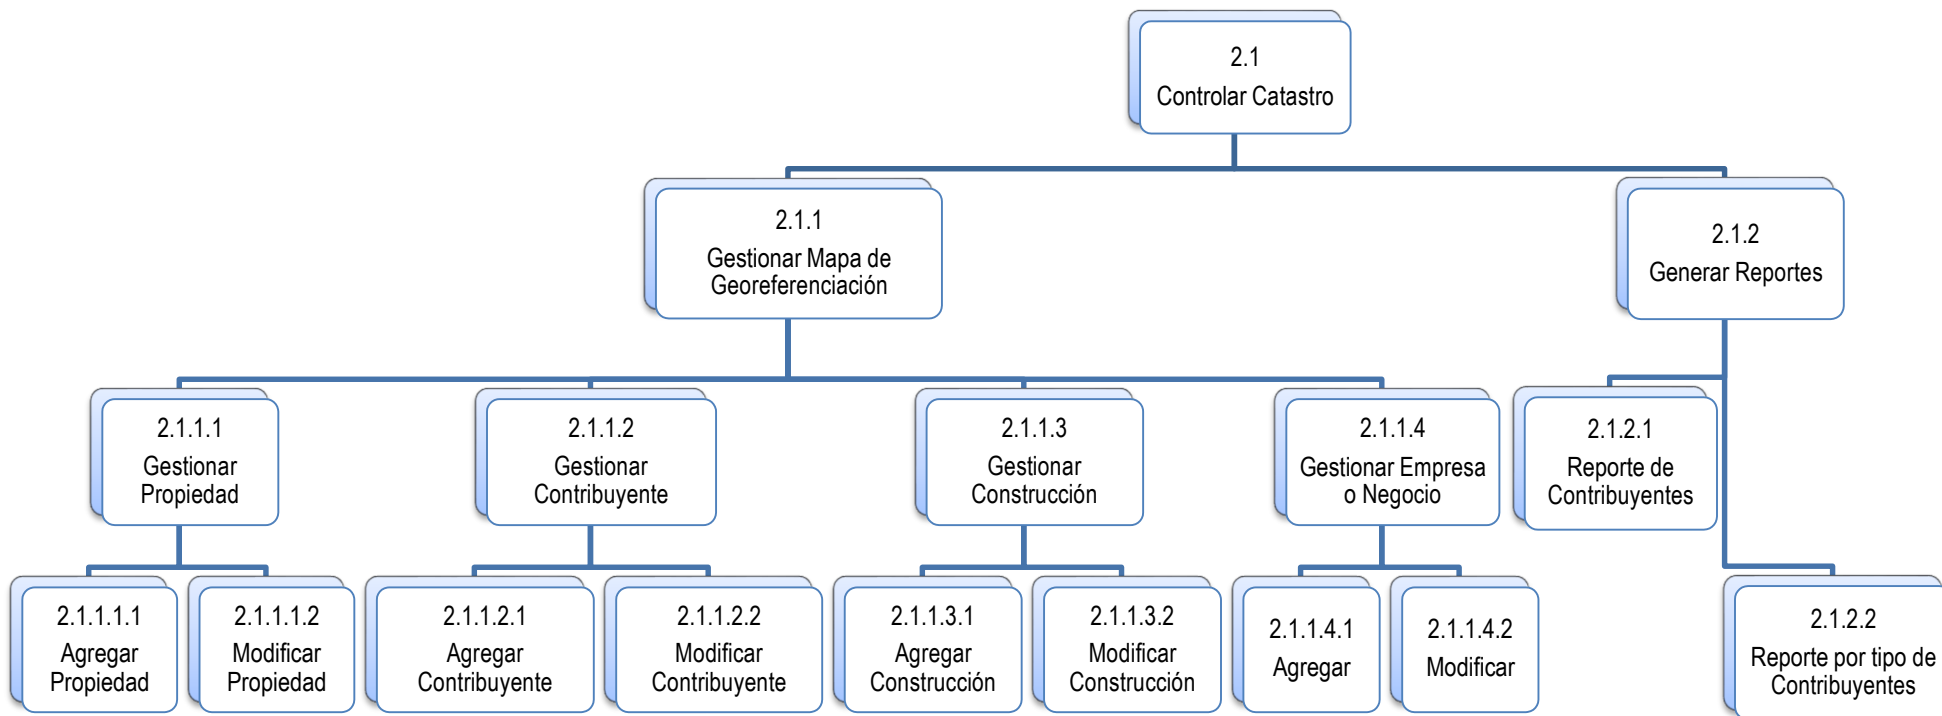 2.1
Controlar Catastro
2.1.1
Gestionar Mapa de
Georeferenciación
2.1.2
Generar Reportes
2.1.1.1
Gestionar
Propiedad
2.1.1.2
Gestionar
Contribuyente
2.1.1.3
Gestionar
Construcción
2.1.1.4
Gestionar Empresa
o Negocio
2.1.2.1
Reporte de
Contribuyentes
2.1.1.1.1
Agregar
Propiedad
2.1.1.1.2
Modificar
Propiedad
2.1.1.2.1
Agregar
Contribuyente
2.1.1.2.2
Modificar
Contribuyente
2.1.1.3.1
Agregar
Construcción
2.1.1.3.2
Modificar
Construcción
2.1.1.4.1
Agregar
2.1.1.4.2
Modificar
2.1.2.2
Reporte por tipo de
Contribuyentes